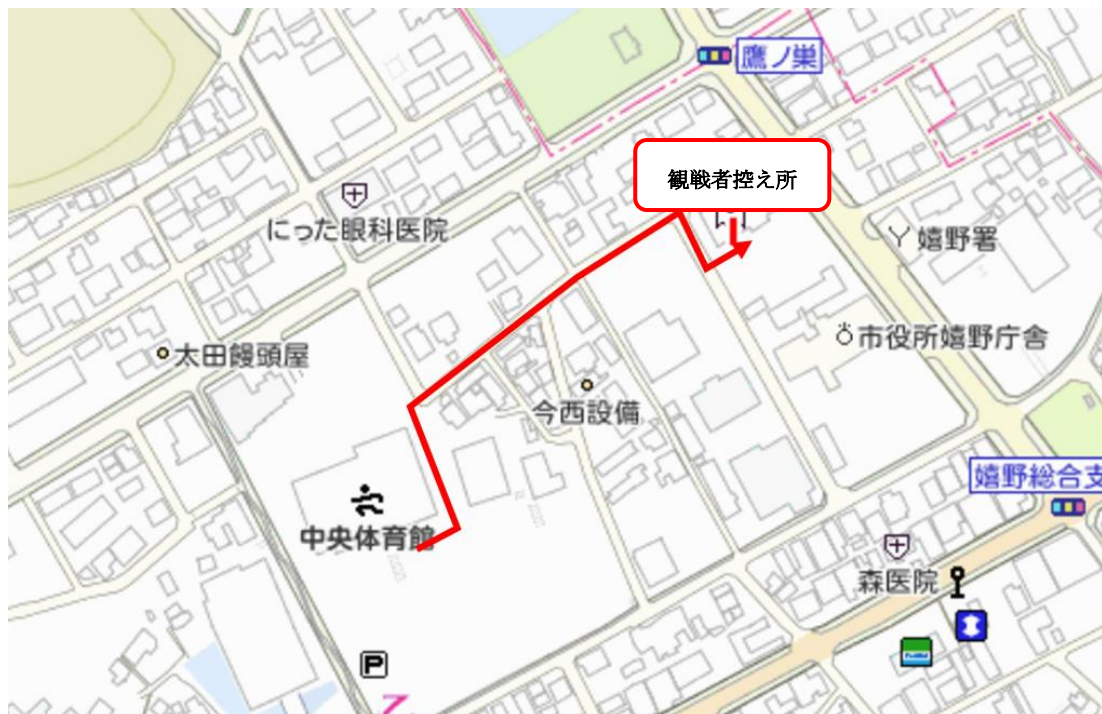 鷹ノ巣
観戦者控え所
にった眼科医院
嬉野署
市役所嬉野庁舎
太田饅頭屋
今西設備
嬉野総合支
中央体育館
森医院
P